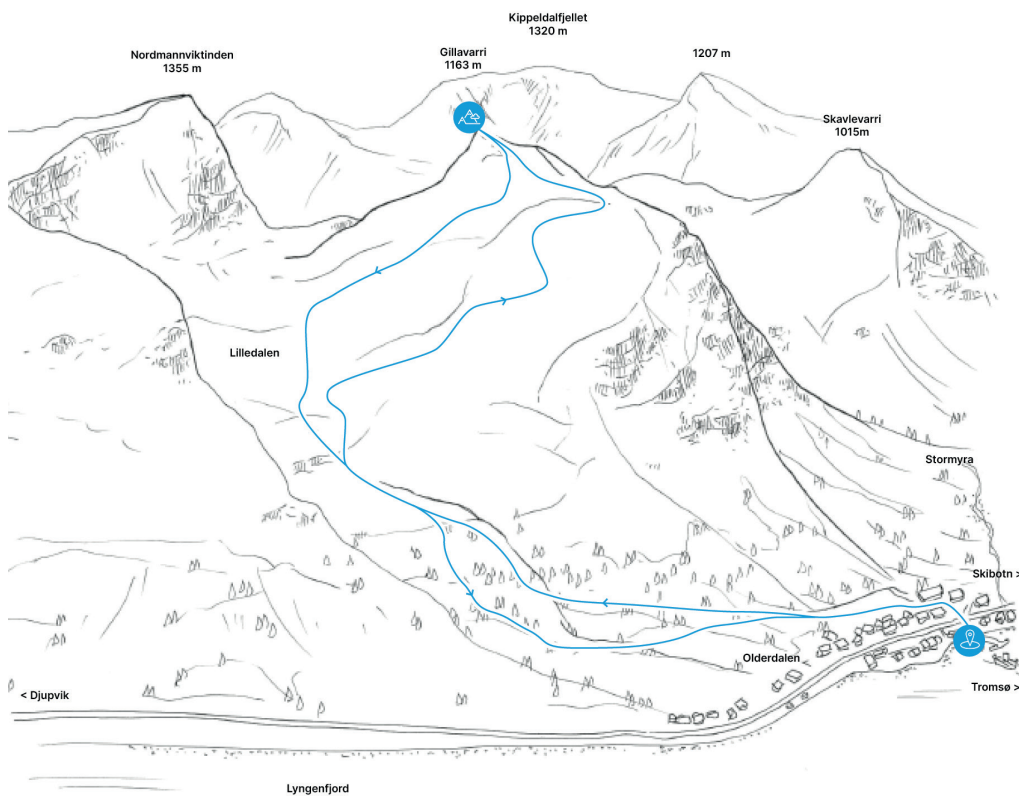 Kippeldalfjellet
1320 m
Nordmannviktinden
1355 m
Gillavarri
1163 m
1207 m
Skavlevarri
1015m
Lilledalen
Stormyra
Skibotn >
Olderdalen
< Djupvik
Tromsø >
Lyngenfjord